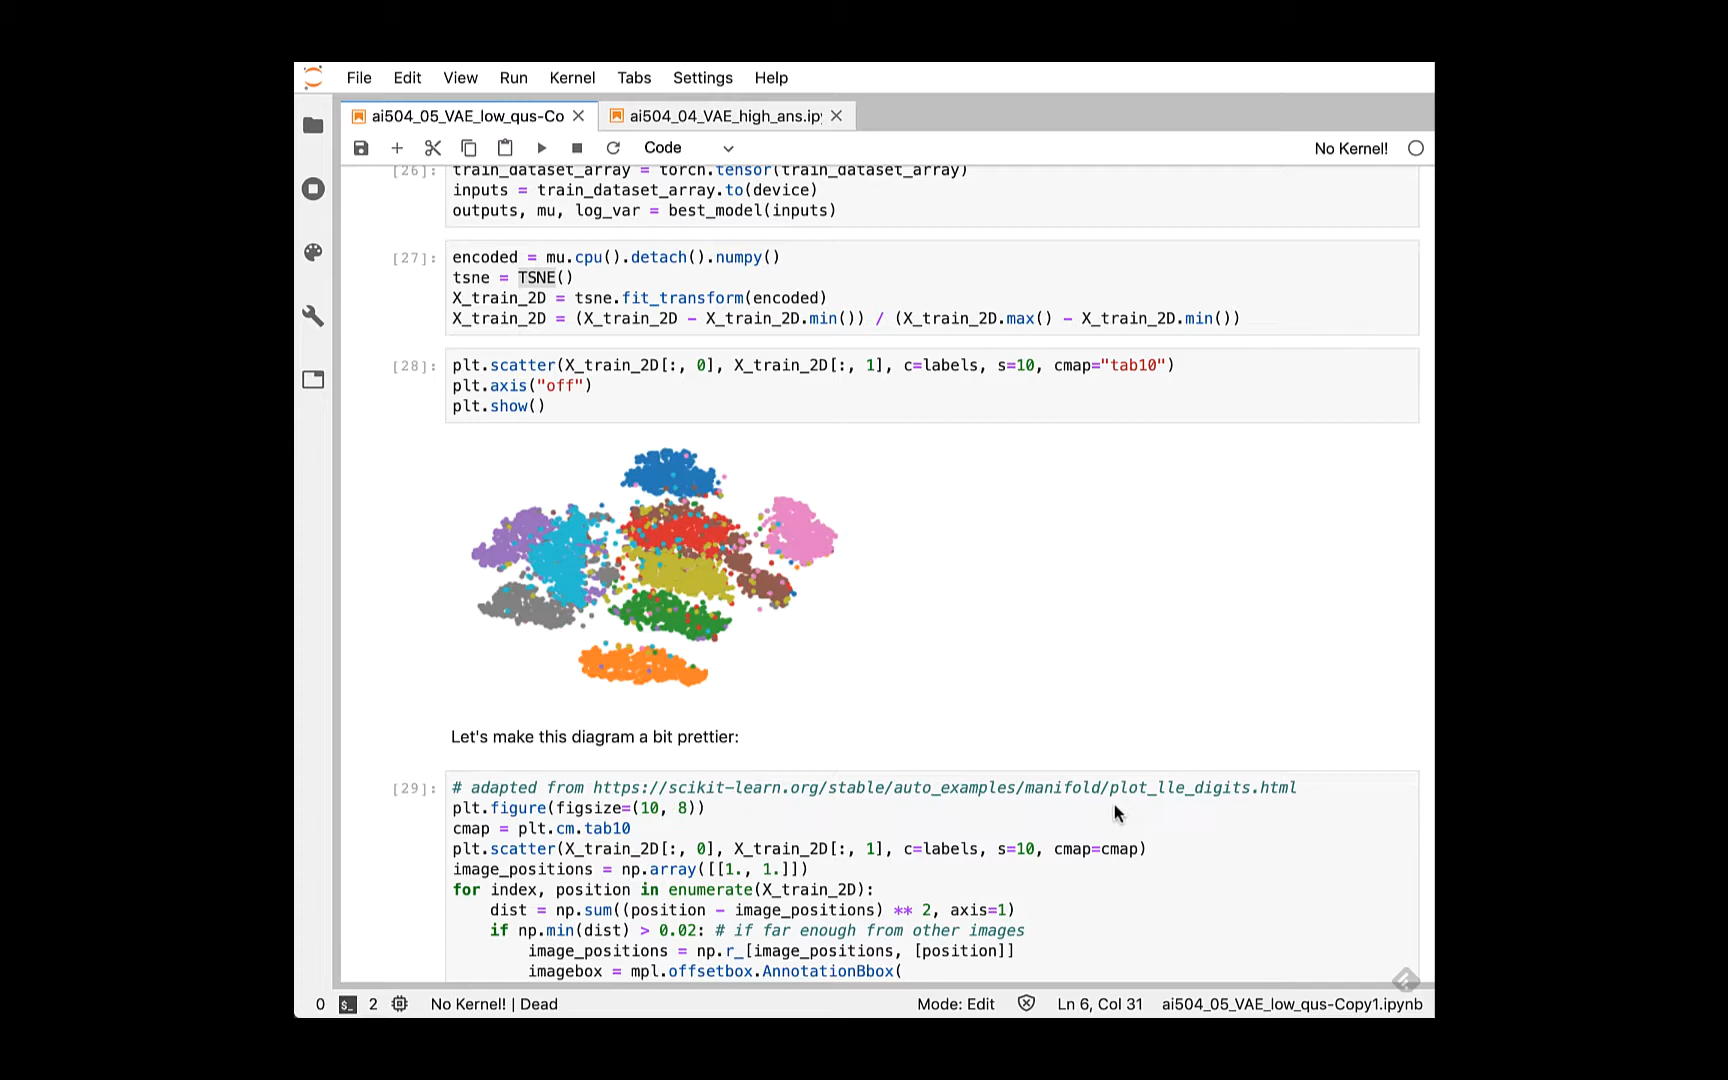 File Edit View Run Kernel Tabs Settings Help
ai504_05_VAE_low_qus-Co ai504_04_VAE_high_ans.ip
Code No Kernel!
[26]: train_dataset_array = torch.tensor(train_dataset_array)
inputs = train_dataset_array.to(device)
outputs, mu, log_var = best_model(inputs)
[27]: encoded = mu.cpu().detach().numpy()
tsne = TSNE()
X_train_2D = tsne.fit_transform(encoded)
X_train_2D = (X_train_2D - X_train_2D.min()) / (X_train_2D.max() - X_train_2D.min())
[28]: plt.scatter(X_train_2D[:, 0], X_train_2D[:, 1], c=labels, s=10, cmap="tab10")
plt.axis("off")
plt.show()
Let's make this diagram a bit prettier:
[29]: # adapted from https://scikit-learn.org/stable/auto_examples/manifold/plot_lle_digits.html
plt.figure(figsize=(10, 8))
cmap = plt.cm.tab10
plt.scatter(X_train_2D[:, 0], X_train_2D[:, 1], c=labels, s=10, cmap=cmap)
image_positions = np.array([[1., 1.]])
for index, position in enumerate(X_train_2D):
dist = np.sum((position - image_positions) ** 2, axis=1)
if np.min(dist) > 0.02: # if far enough from other images
image_positions = np.r_[image_positions, [position]]
imagebox = mpl.offsetbox.AnnotationBbox(
0 $_ 2 No Kernel! | Dead Mode: Edit Ln 6, Col 31 ai504_05_VAE_low_qus-Copy1.ipynb